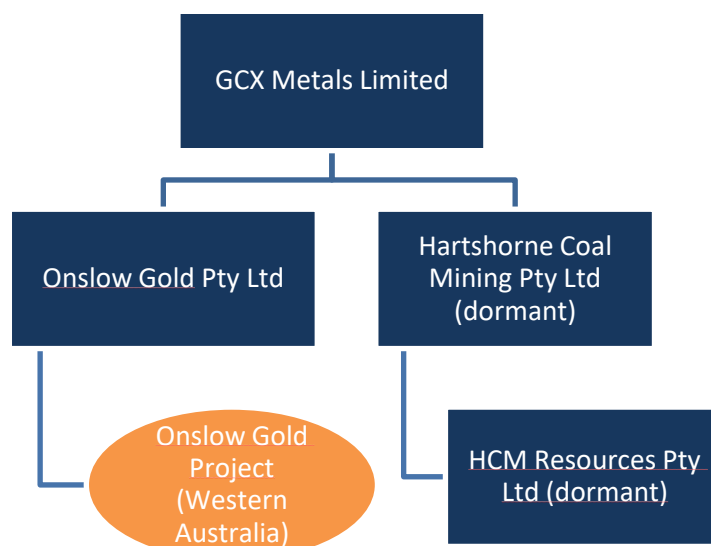 GCX Metals Limited
Onslow Gold Pty Ltd
Hartshorne Coal
Mining Pty Ltd
(dormant)
Onslow Gold
Project
(Western
Australia)
HCM Resources Pty
Ltd (dormant)